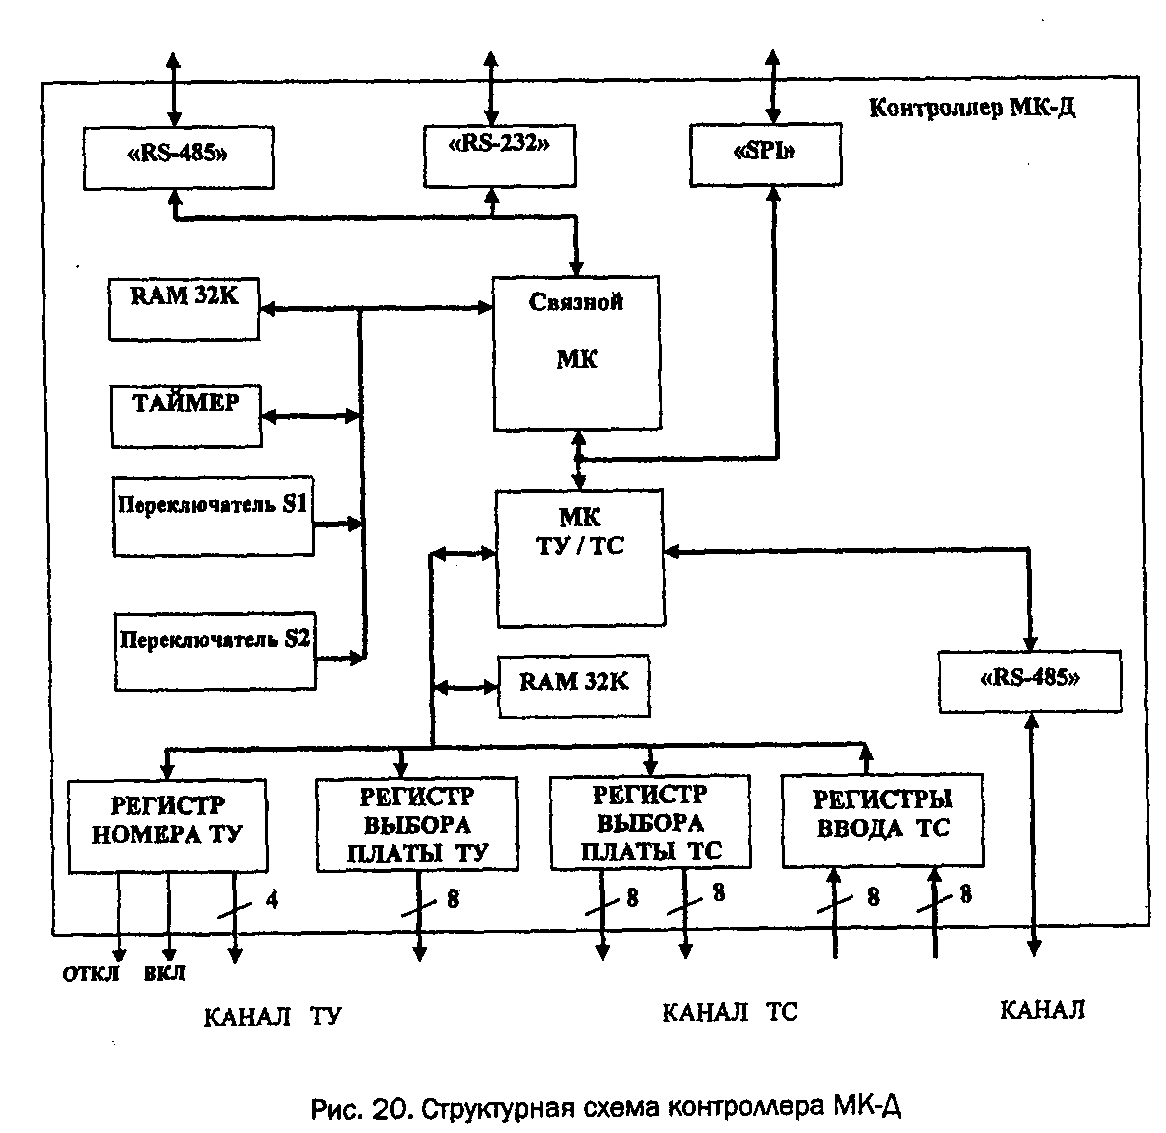 Контроллер МК-Д
«RS-485»
«RS-232»
«SPI»
RAM 32K
Связной
МК
ТАЙМЕР
Переключатель S1
МК
ТУ / ТС
Переключатель S2
RAM 32K
«RS-485»
РЕГИСТР
НОМЕРА ТУ
РЕГИСТР
ВЫБОРА
ПЛАТЫ ТУ
РЕГИСТР
ВЫБОРА
ПЛАТЫ ТС
РЕГИСТРЫ
ВВОДА ТС
4
8
8
8
8
8
ОТКЛ
ВКЛ
КАНАЛ ТУ
КАНАЛ ТС
КАНАЛ
Рис. 20. Структурная схема контроллера МК-Д